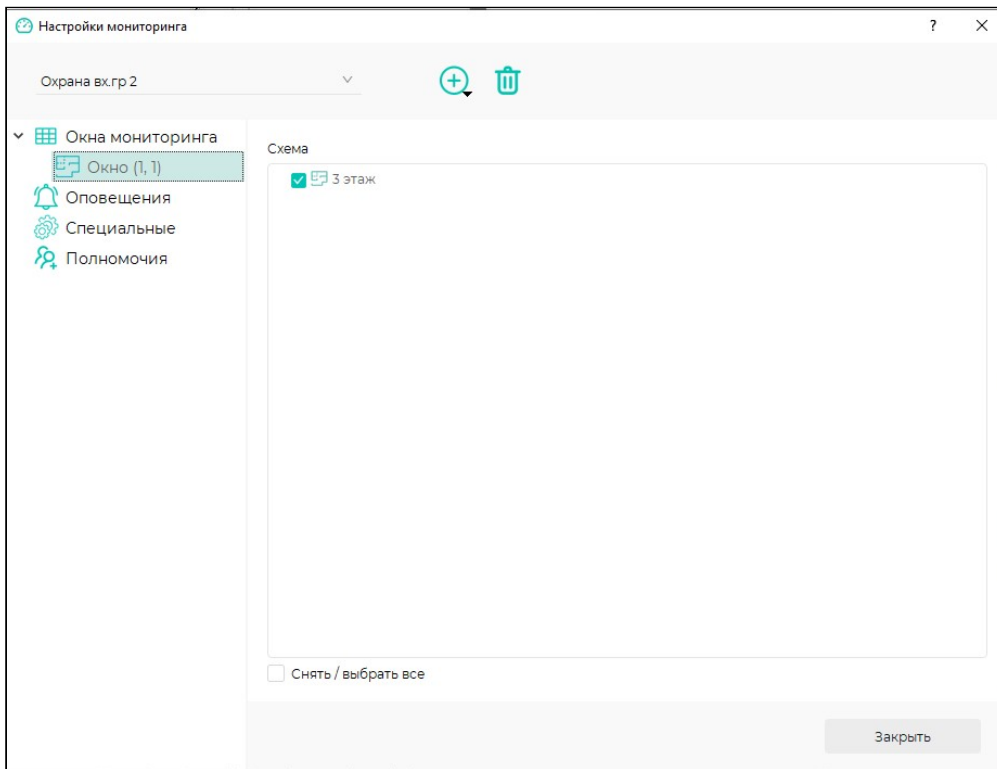 Настройки мониторинга
?
Охрана вх.гр 2
Окна мониторинга
Окно (1, 1)
Оповещения
Специальные
Полномочия
Схема
3 этаж
Снять / выбрать все
Закрыть